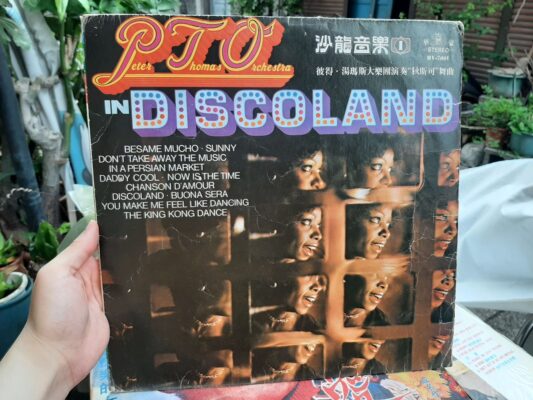 PTO
Peter Thomas Orchestra
IN DISCOLAND
沙龍音樂 1
STEREO
彼得·湯瑪斯大樂團演奏"狄斯可"舞曲
BESAME MUCHO · SUNNY
DON'T TAKE AWAY THE MUSIC
IN A PERSIAN MARKET
DADDY COOL · NOW IS THE TIME
CHANSON D'AMOUR
DISCOLAND · BUONA SERA
YOU MAKE ME FEEL LIKE DANCING
THE KING KONG DANCE